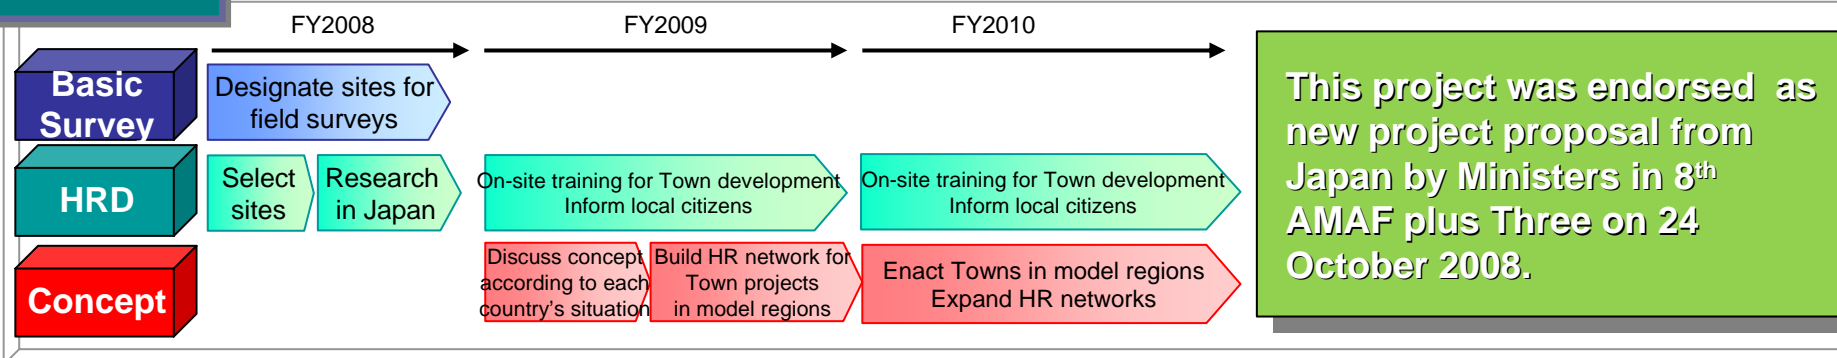 FY2008
FY2009
FY2010
Basic
Survey
Designate sites for
field surveys
HRD
Select
sites
Research
in Japan
On-site training for Town development
Inform local citizens
On-site training for Town development
Inform local citizens
Concept
Discuss concept
according to each
country's situation
Build HR network for
Town projects
in model regions
Enact Towns in model regions
Expand HR networks
This project was endorsed as
new project proposal from
Japan by Ministers in 8th
AMAF plus Three on 24
October 2008.